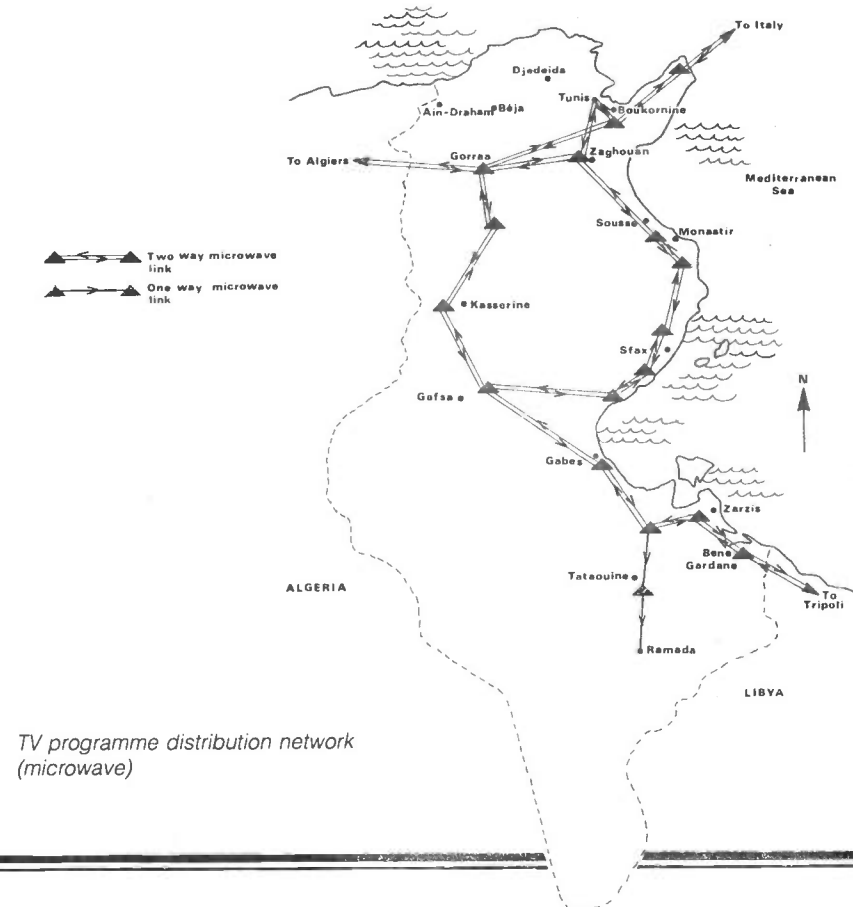 To Italy
Djedeida
Tunis
Boukornine
Ain-Draham
Béja
To Algiers
Gorraa
Zaghouan
Mediterranean
Sea
Sousse
Monastir
Two way microwave
link
One way microwave
link
Kasserine
Sfax
N
Gofsa
Gabes
Zarzis
Bene
Gardane
Tataouine
To
Tripoli
ALGERIA
Ramada
LIBYA
TV programme distribution network
(microwave)